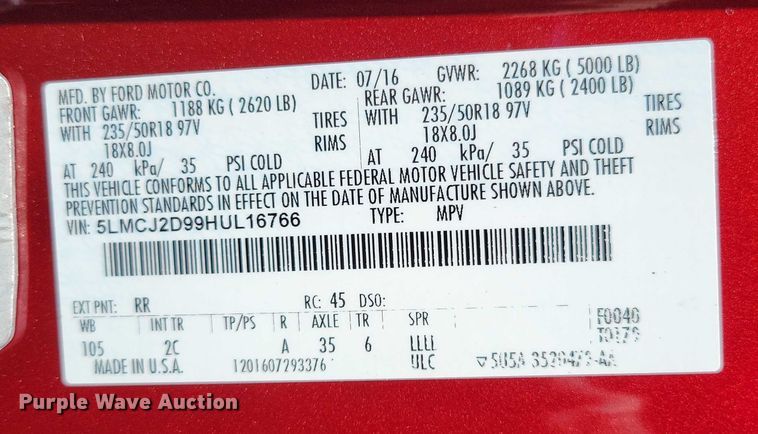 MFD. BY FORD MOTOR CO. DATE: 07/16 GVWR: 2268 KG ( 5000 LB)
FRONT GAWR: 1188 KG ( 2620 LB) REAR GAWR: 1089 KG ( 2400 LB)
WITH 235/50R18 97V TIRES WITH 235/50R18 97V TIRES
18X8.0J RIMS 18X8.0J RIMS
AT 240 kPa/ 35 PSI COLD AT 240 kPa/ 35 PSI COLD
THIS VEHICLE CONFORMS TO ALL APPLICABLE FEDERAL MOTOR VEHICLE SAFETY AND THEFT
PREVENTION STANDARDS IN EFFECT ON THE DATE OF MANUFACTURE SHOWN ABOVE.
VIN: 5LMCJ2D99HUL16766 TYPE: MPV
EXT PNT: RR RC: 45 DSO:
WB INT TR TP/PS R AXLE TR SPR F0040
105 2C A 35 6 LLLL T0179
MADE IN U.S.A. 1201607293376 ULC
Purple Wave Auction